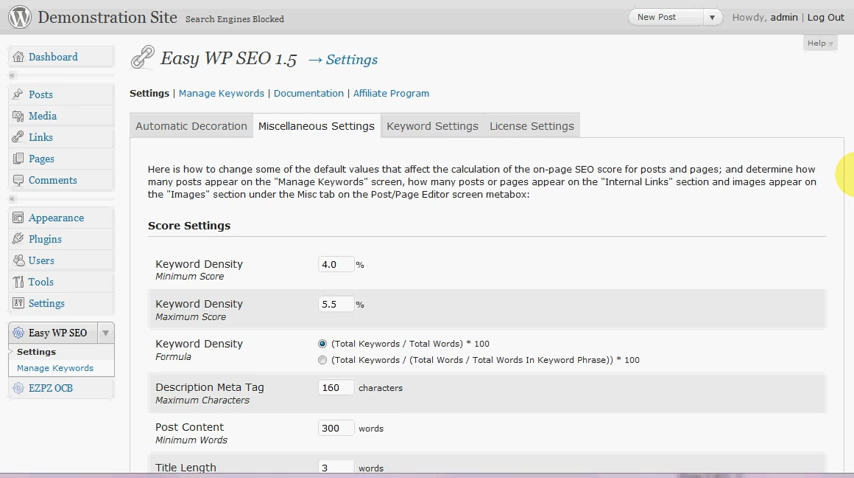 Demonstration Site Search Engines Blocked
New Post
Howdy, admin | Log Out
Help
Dashboard
Posts
Media
Links
Pages
Comments
Appearance
Plugins
Users
Tools
Settings
Easy WP SEO
Settings
Manage Keywords
EZPZ OCB
Easy WP SEO 1.5 → Settings
Settings | Manage Keywords | Documentation | Affiliate Program
Automatic Decoration Miscellaneous Settings Keyword Settings License Settings
Here is how to change some of the default values that affect the calculation of the on-page SEO score for posts and pages; and determine how
many posts appear on the "Manage Keywords" screen, how many posts or pages appear on the "Internal Links" section and images appear on
the "Images" section under the Misc tab on the Post/Page Editor screen metabox:
Score Settings
Keyword Density 4.0 %
Minimum Score
Keyword Density 5.5 %
Maximum Score
Keyword Density (Total Keywords / Total Words) * 100
Formula (Total Keywords / (Total Words / Total Words In Keyword Phrase)) * 100
Description Meta Tag 160 characters
Maximum Characters
Post Content 300 words
Minimum Words
Title Length 3 words